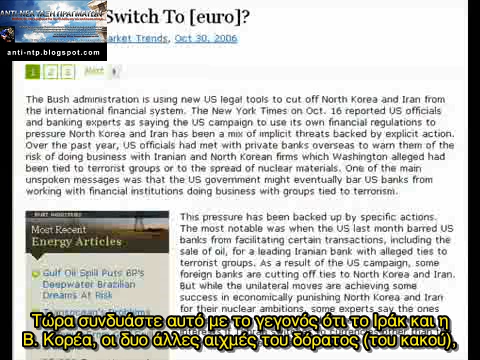 ΑΝΤΙ-ΝΕΑ ΤΑΞΗ ΠΡΑΓΜΑΤΩΝ
anti-ntp.blogspot.com
Switch To [euro]?
Market Trends, Oct 30, 2006
1 2 3 Next
The Bush administration is using new US legal tools to cut off North Korea and Iran from
the international financial system. The New York Times on Oct. 16 reported US officials
and banking experts as saying the US campaign to use its own financial regulations to
pressure North Korea and Iran has been a mix of implicit threats backed by explicit action.
Over the past year, US officials had met with private banks overseas to warn them of the
risk of doing business with Iranian and North Korean firms which Washington alleged had
been tied to terrorist groups or to the spread of nuclear materials. One of the main
unspoken messages was that the US government might eventually bar US banks from
working with financial institutions doing business with groups tied to terrorism.
Most Recent
Energy Articles
Gulf Oil Spill Puts BP's
Deepwater Brazilian
Dreams At Risk
This pressure has been backed up by specific actions.
The most notable was when the US last month barred US
banks from facilitating certain transactions, including the
sale of oil, for a leading Iranian bank with alleged ties to
terrorist groups. As a result of the US campaign, some
foreign banks are cutting off ties to North Korea and Iran.
But while the unilateral moves are achieving some
success in economically punishing North Korea and Iran
for their nuclear ambitions, some experts say the ones
Τώρα συνδυάστε αυτό με το γεγονός ότι το Ιράκ και η
Β. Κορέα, οι δυο άλλες αιχμές του δόρατος (του κακού),